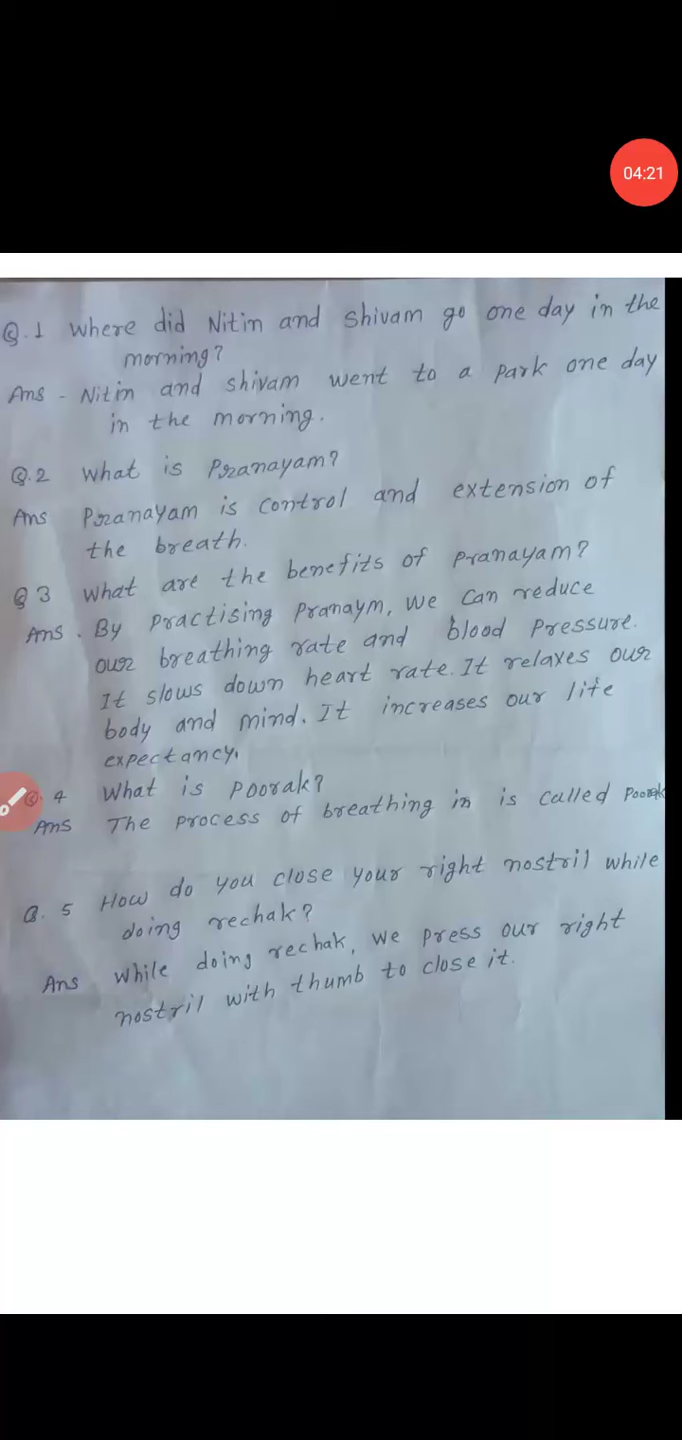 04:21
Q.1 Where did Nitin and Shivam go one day in the
morning?
Ans - Nitin and shivam went to a park one day
in the morning.
Q.2 What is Pranayam?
Ans Pranayam is control and extension of
the breath.
Q 3 What are the benefits of pranayam?
Ans. By practising pranaym, we can reduce
our breathing rate and blood pressure.
It slows down heart rate. It relaxes our
body and mind. It increases our life
expectancy.
Q. 4 What is Poorak?
Ans The process of breathing in is called Poorak
Q. 5 How do you close your right nostril while
doing rechak?
Ans While doing rechak, we press our right
nostril with thumb to close it.